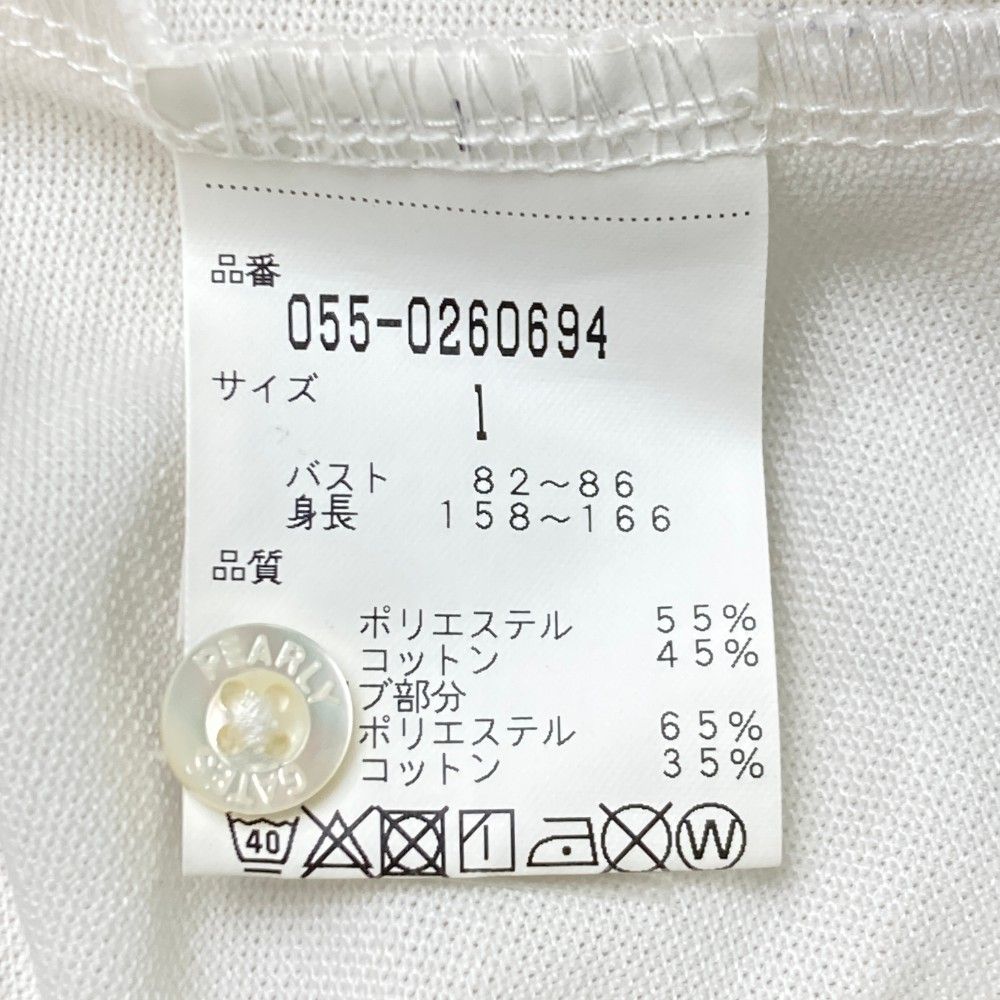 品番
055-0260694
サイズ 1
バスト 82～86
身長 158～166
品質
ポリエステル 55%
コットン 45%
ブ部分
ポリエステル 65%
コットン 35%
PEARLY
GATES
40
W